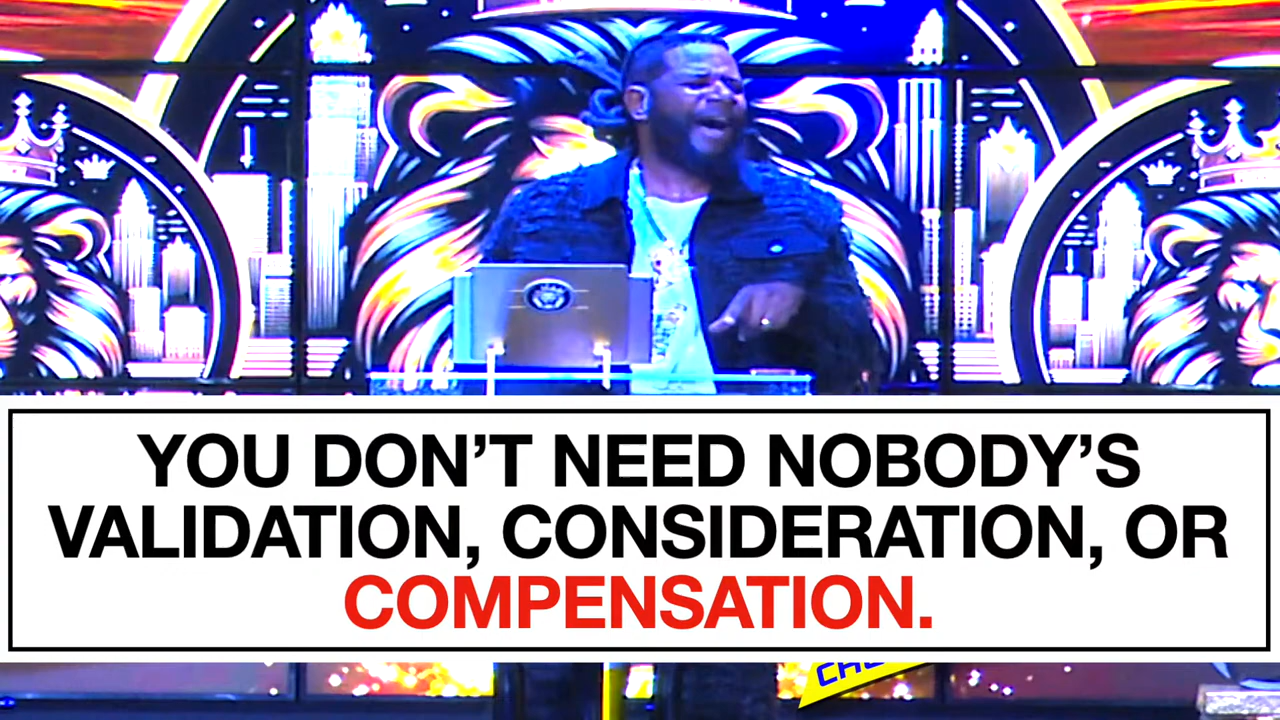 YOU DON’T NEED NOBODY’S
VALIDATION, CONSIDERATION, OR
COMPENSATION.